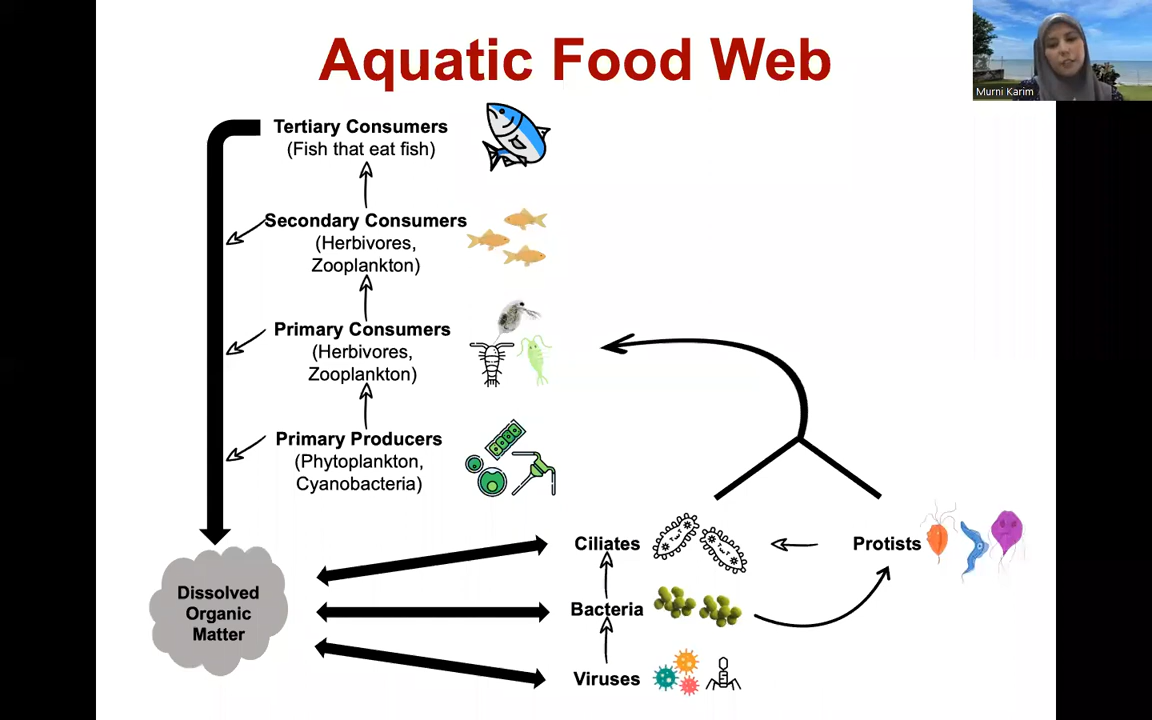 Aquatic Food Web
Murni Karim
Tertiary Consumers
(Fish that eat fish)
Secondary Consumers
(Herbivores,
Zooplankton)
Primary Consumers
(Herbivores,
Zooplankton)
Primary Producers
(Phytoplankton,
Cyanobacteria)
Dissolved
Organic
Matter
Ciliates
Protists
Bacteria
Viruses